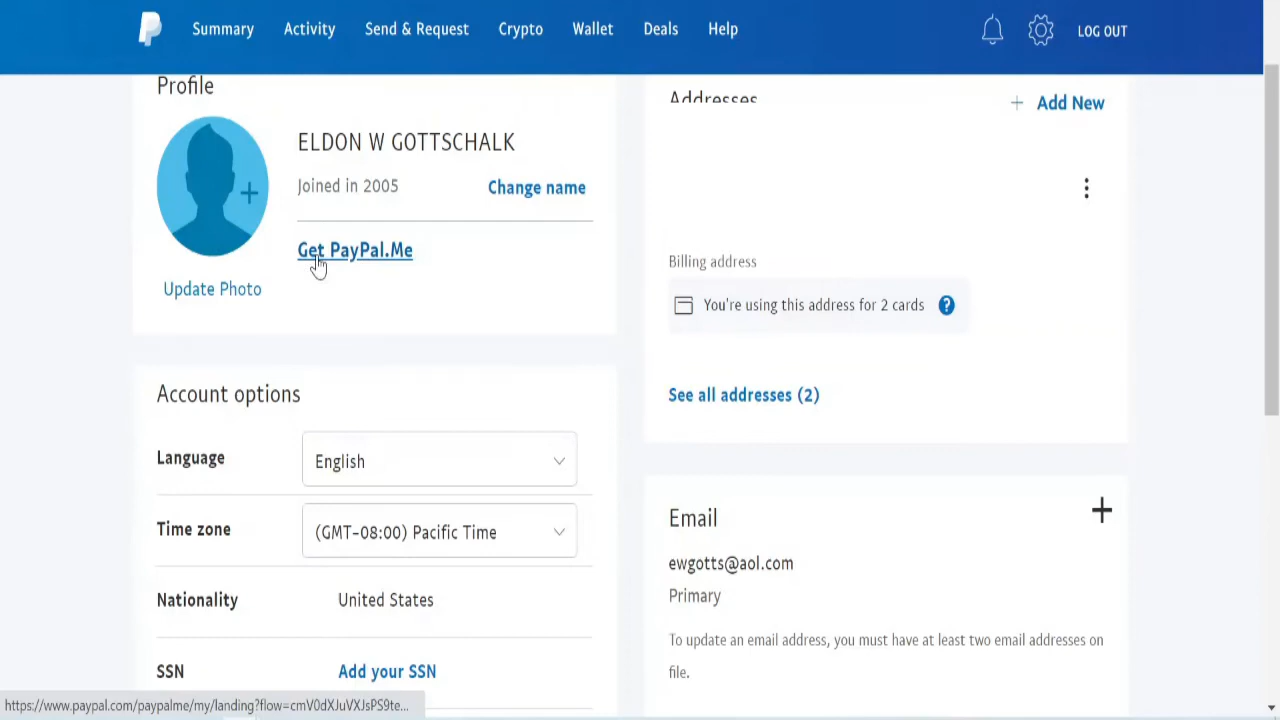 Summary Activity Send & Request Crypto Wallet Deals Help LOG OUT
Profile
ELDON W GOTTSCHALK
Joined in 2005 Change name
Get PayPal.Me
Update Photo
Account options
Language English
Time zone (GMT-08:00) Pacific Time
Nationality United States
SSN Add your SSN
Addresses + Add New
Billing address
You're using this address for 2 cards ?
See all addresses (2)
Email
ewgotts@aol.com
Primary
To update an email address, you must have at least two email addresses on
file.
https://www.paypal.com/paypalme/my/landing?flow=cmV0dXJuVXJsPS9te...